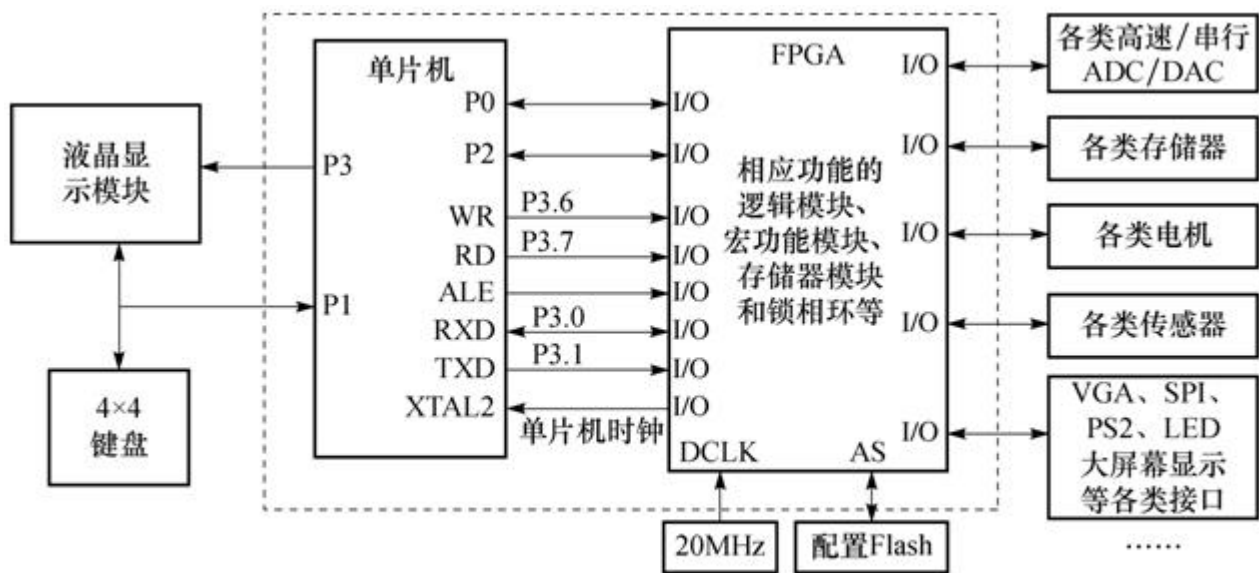 液晶显
示模块
4×4
键盘
单片机
P3
P1
P0
P2
WR
RD
ALE
RXD
TXD
XTAL2
P3.6
P3.7
P3.0
P3.1
单片机时钟
FPGA
I/O
I/O
I/O
I/O
I/O
I/O
I/O
I/O
相应功能的
逻辑模块、
宏功能模块、
存储器模块
和锁相环等
I/O
I/O
I/O
I/O
I/O
DCLK
AS
20MHz
配置Flash
各类高速/串行
ADC/DAC
各类存储器
各类电机
各类传感器
VGA、SPI、
PS2、LED
大屏幕显示
等各类接口
……